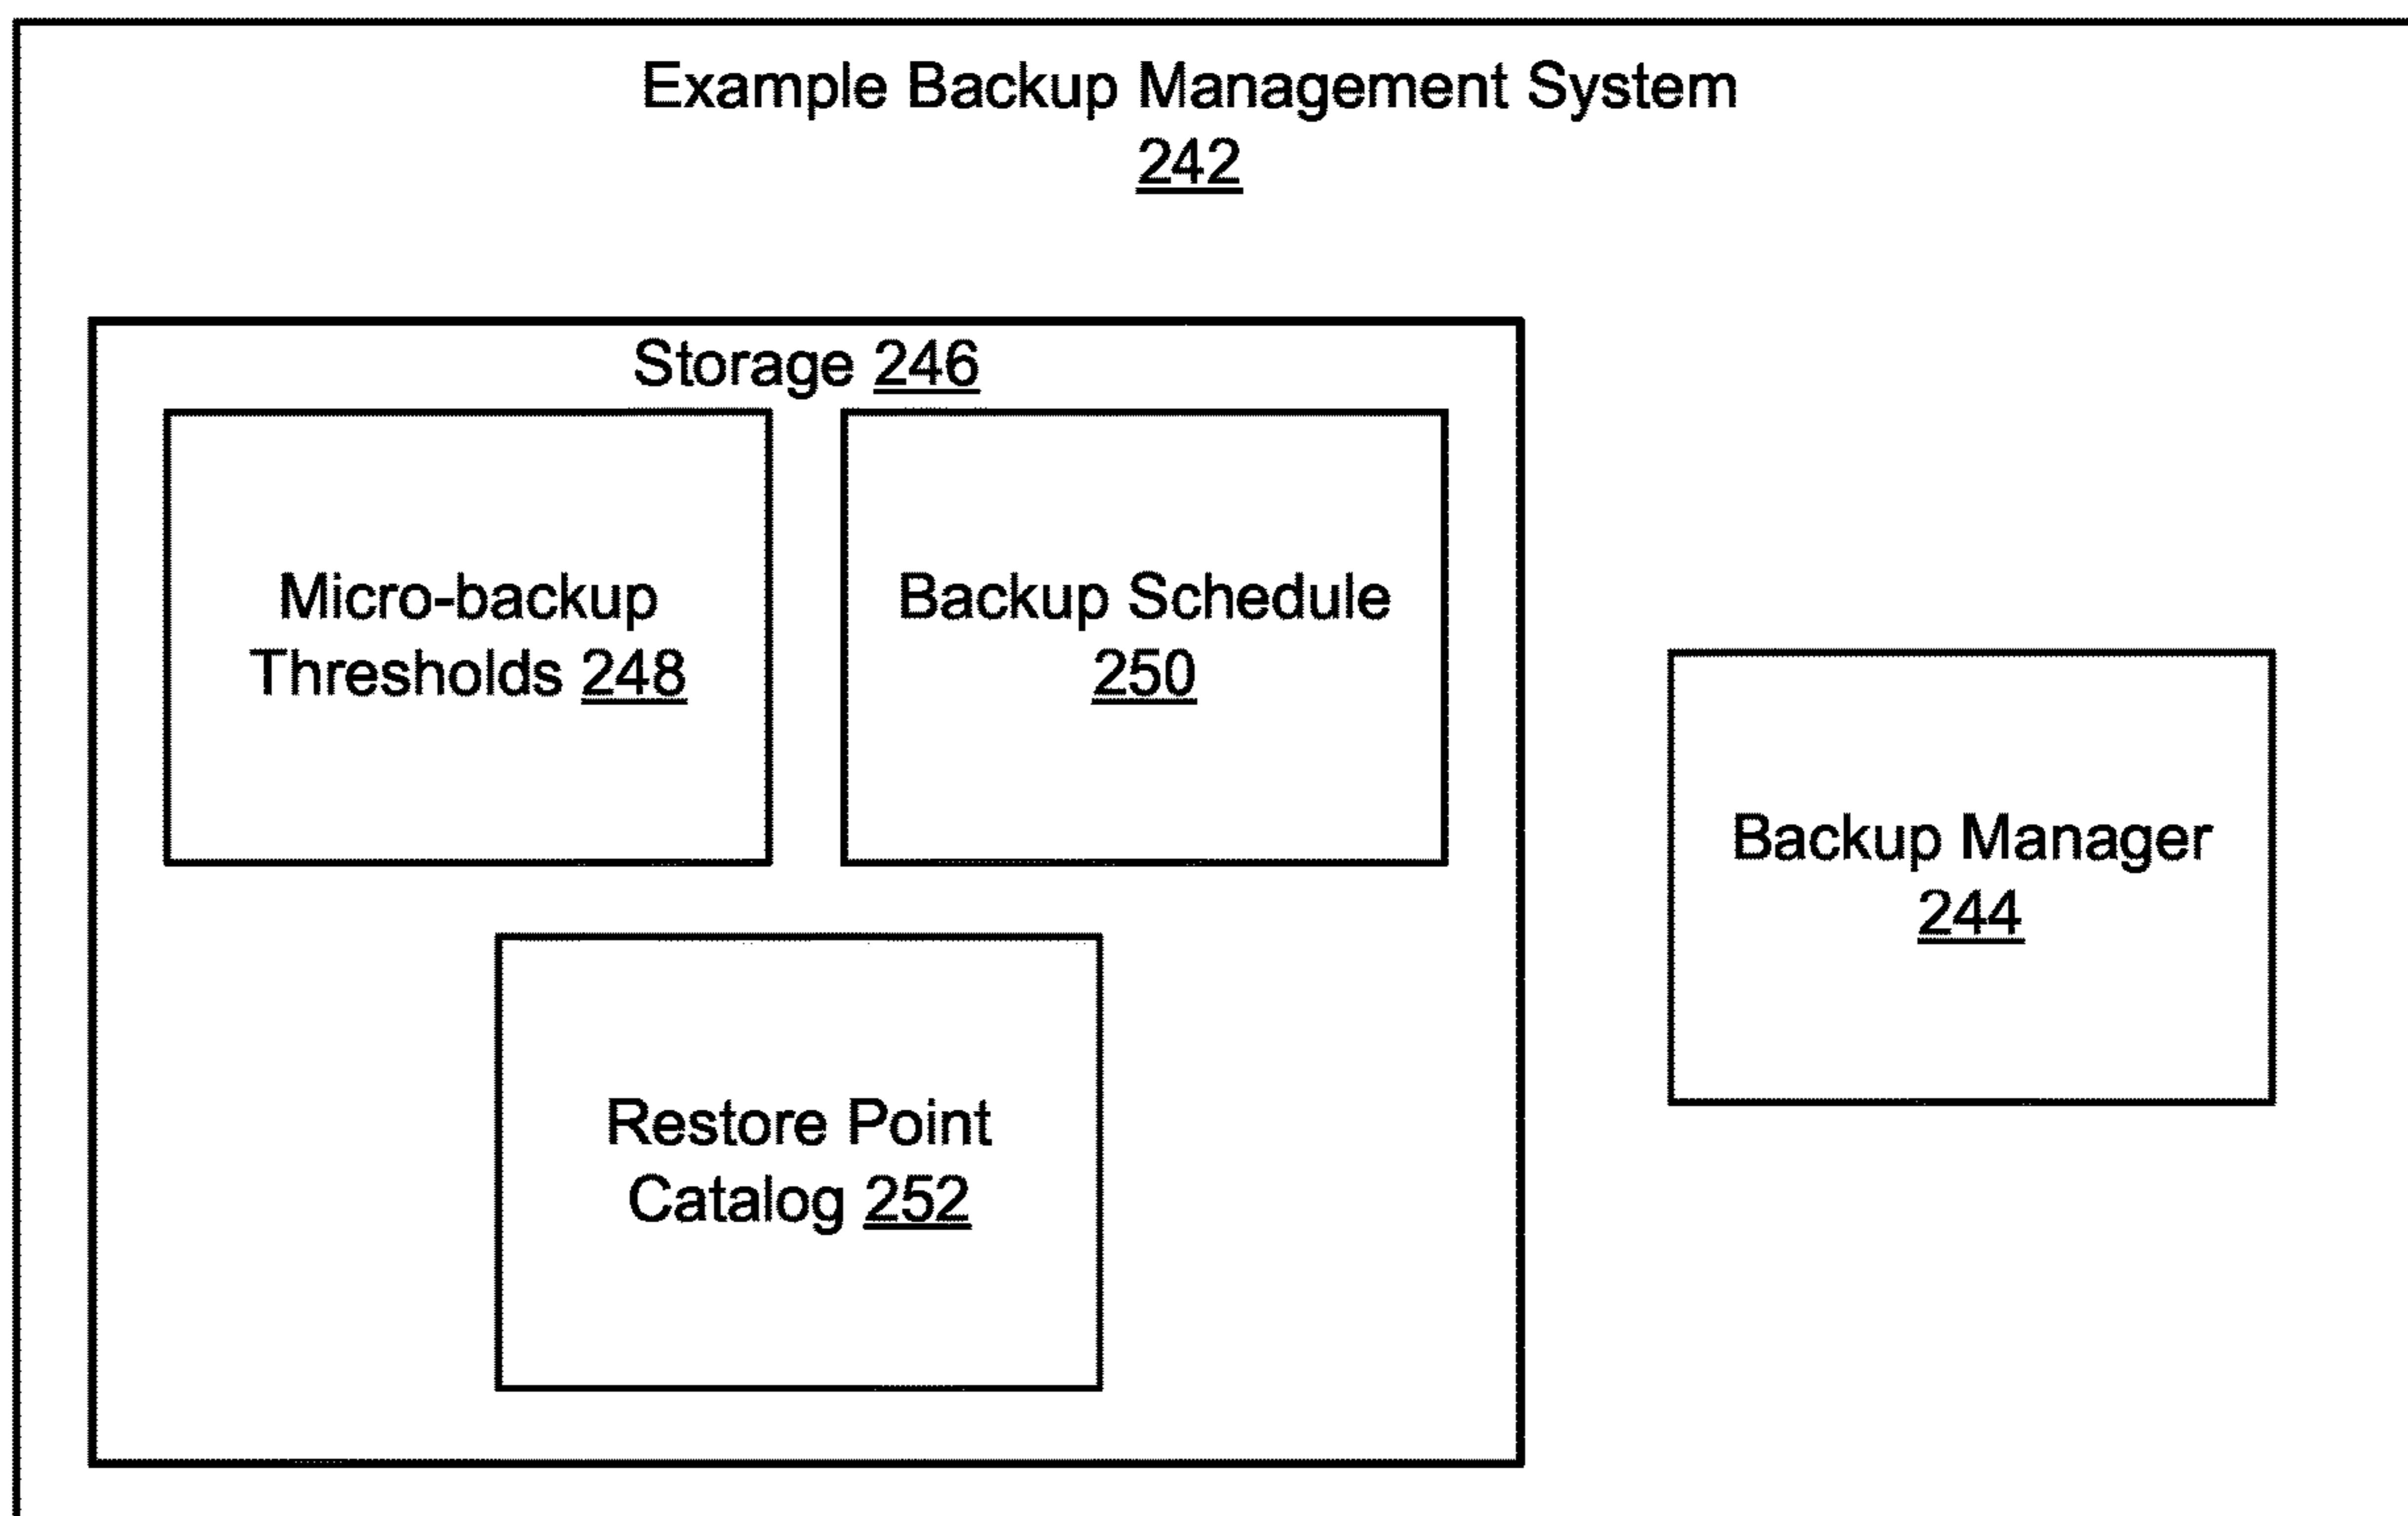 Example Backup Management System
242
Storage 246
Micro-backup
Thresholds 248
Backup Schedule
250
Backup Manager
244
Restore Point
Catalog 252